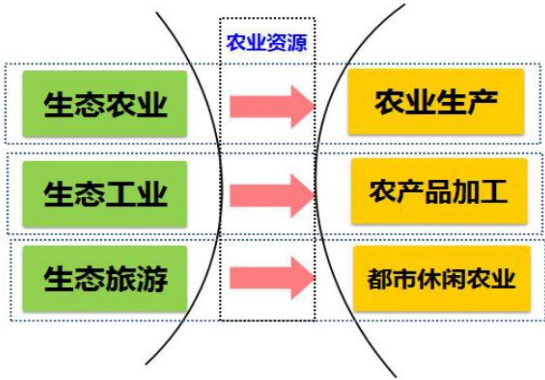 农业资源
生态农业
农业生产
生态工业
农产品加工
生态旅游
都市休闲农业